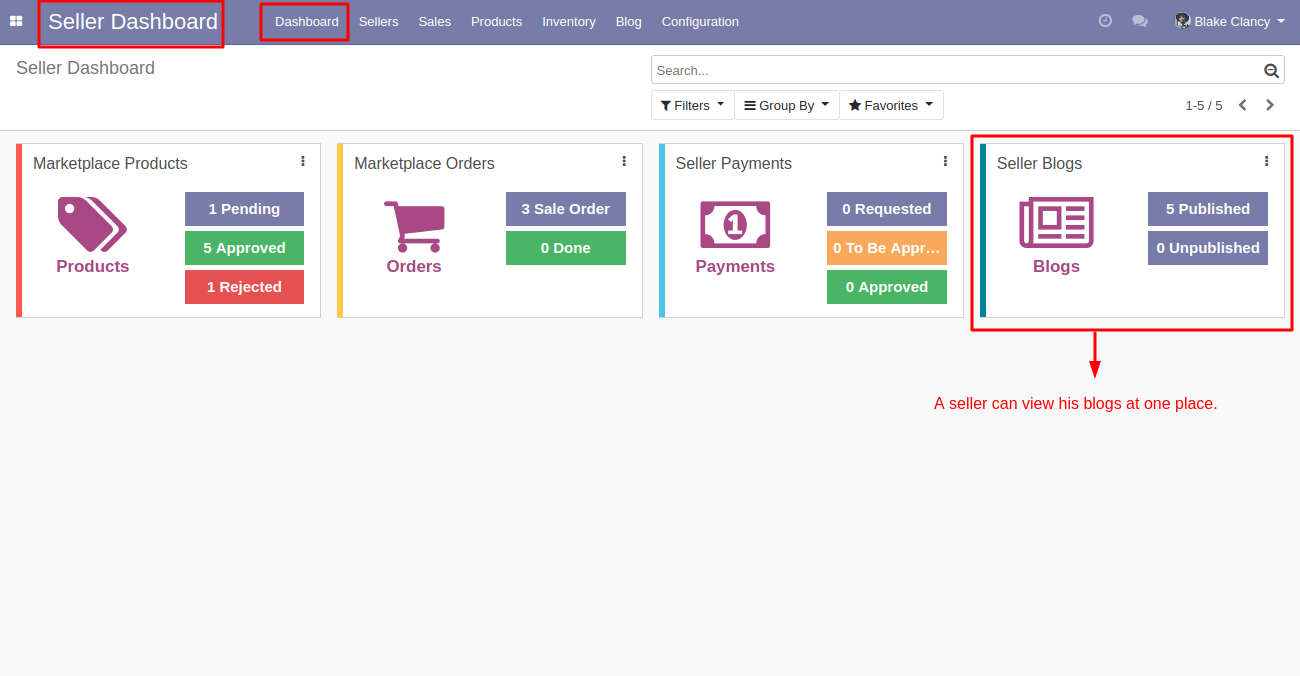 Seller Dashboard Dashboard Sellers Sales Products Inventory Blog Configuration Blake Clancy
Seller Dashboard
Search...
Filters Group By Favorites 1-5 / 5
Marketplace Products
1 Pending
5 Approved
1 Rejected
Products
Marketplace Orders
3 Sale Order
0 Done
Orders
Seller Payments
1
0 Requested
0 To Be Appr...
0 Approved
Payments
Seller Blogs
5 Published
0 Unpublished
Blogs
A seller can view his blogs at one place.